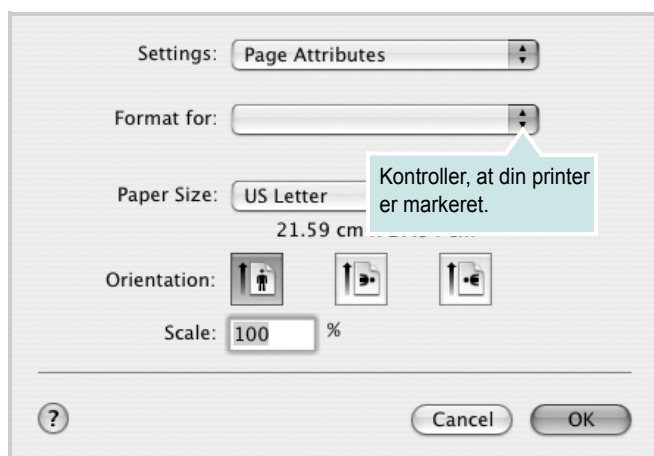 Settings: Page Attributes
Format for:
Kontroller, at din printer
er markeret.
Paper Size: US Letter
21.59 cm
Orientation:
Scale: 100 %
? Cancel OK